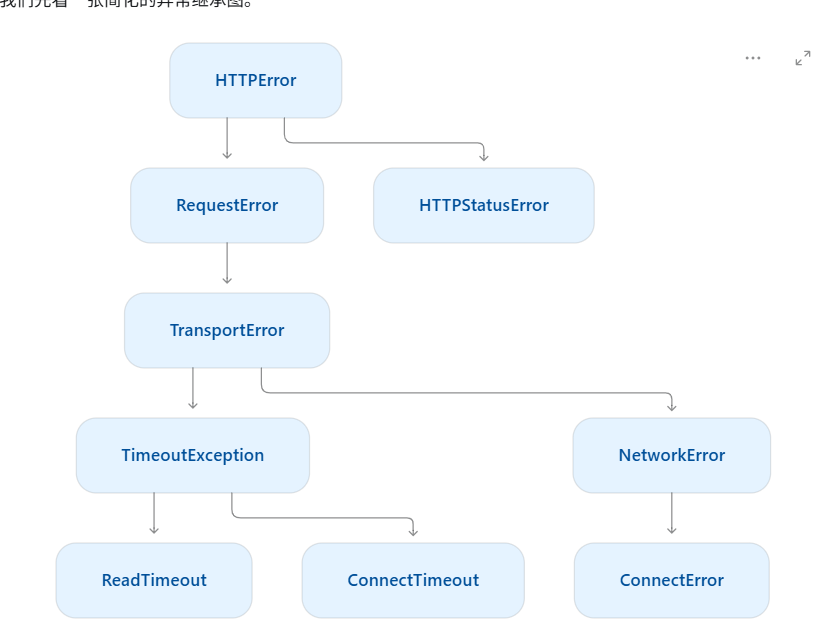 我们先看一张简化的异常继承图。
HTTPError
RequestError
HTTPStatusError
TransportError
TimeoutException
NetworkError
ReadTimeout
ConnectTimeout
ConnectError